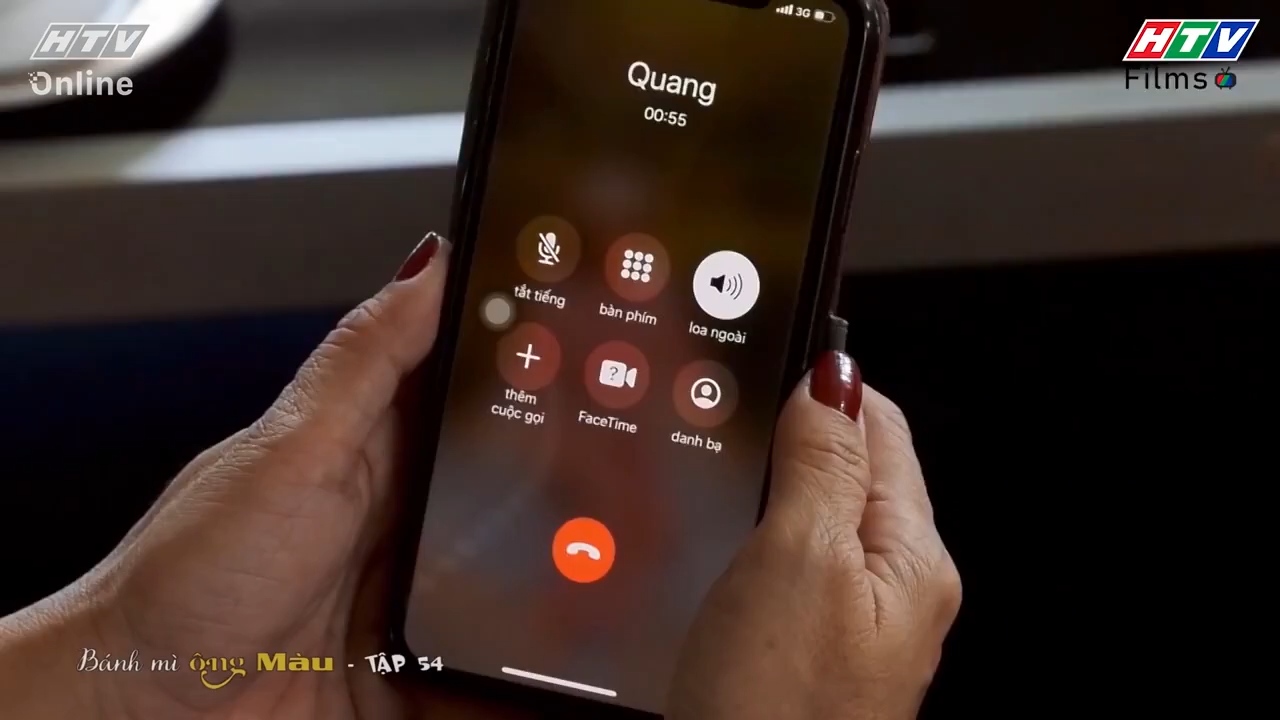 HTV
Online
HTV
Films
3G
Quang
00:55
tắt tiếng
bàn phím
loa ngoài
thêm
cuộc gọi
?
FaceTime
danh bạ
Bánh mì ông Màu - TẬP 54